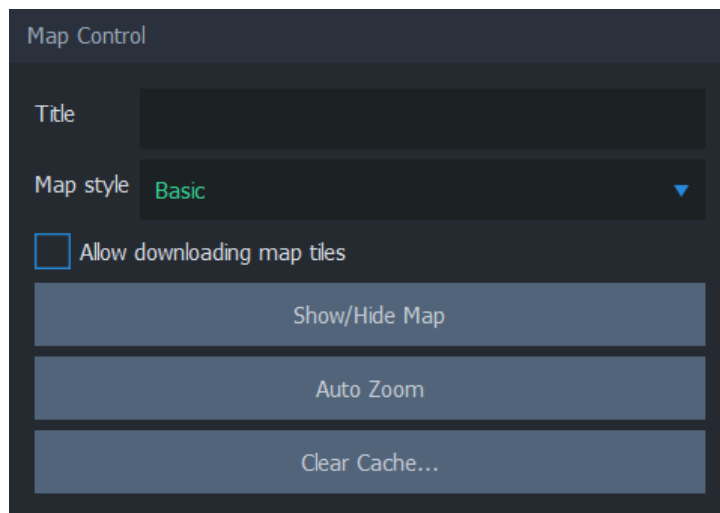 Map Control
Title
Map style Basic
Allow downloading map tiles
Show/Hide Map
Auto Zoom
Clear Cache...